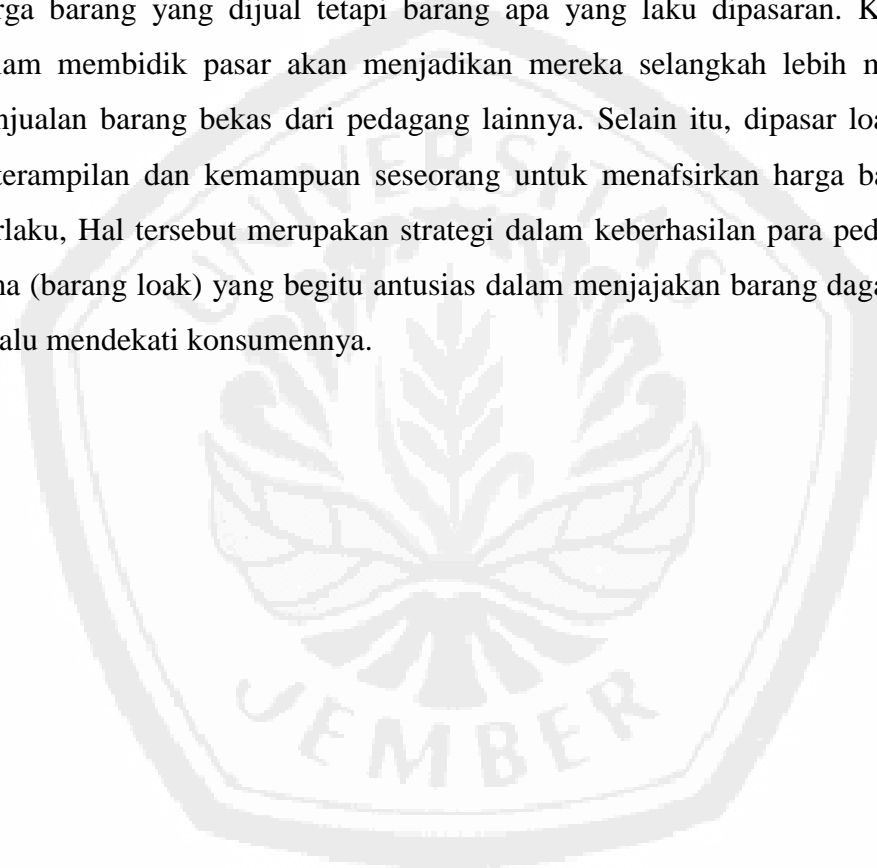 rga barang yang dijual tetapi barang apa yang laku dipasaran. K
lam membidik pasar akan menjadikan mereka selangkah lebih m
njualan barang bekas dari pedagang lainnya. Selain itu, dipasar loa
terampilan dan kemampuan seseorang untuk menafsirkan harga ba
rlaku, Hal tersebut merupakan strategi dalam keberhasilan para ped
na (barang loak) yang begitu antusias dalam menjajakan barang daga
alu mendekati konsumennya.
UNIVERSITAS
JEMBER